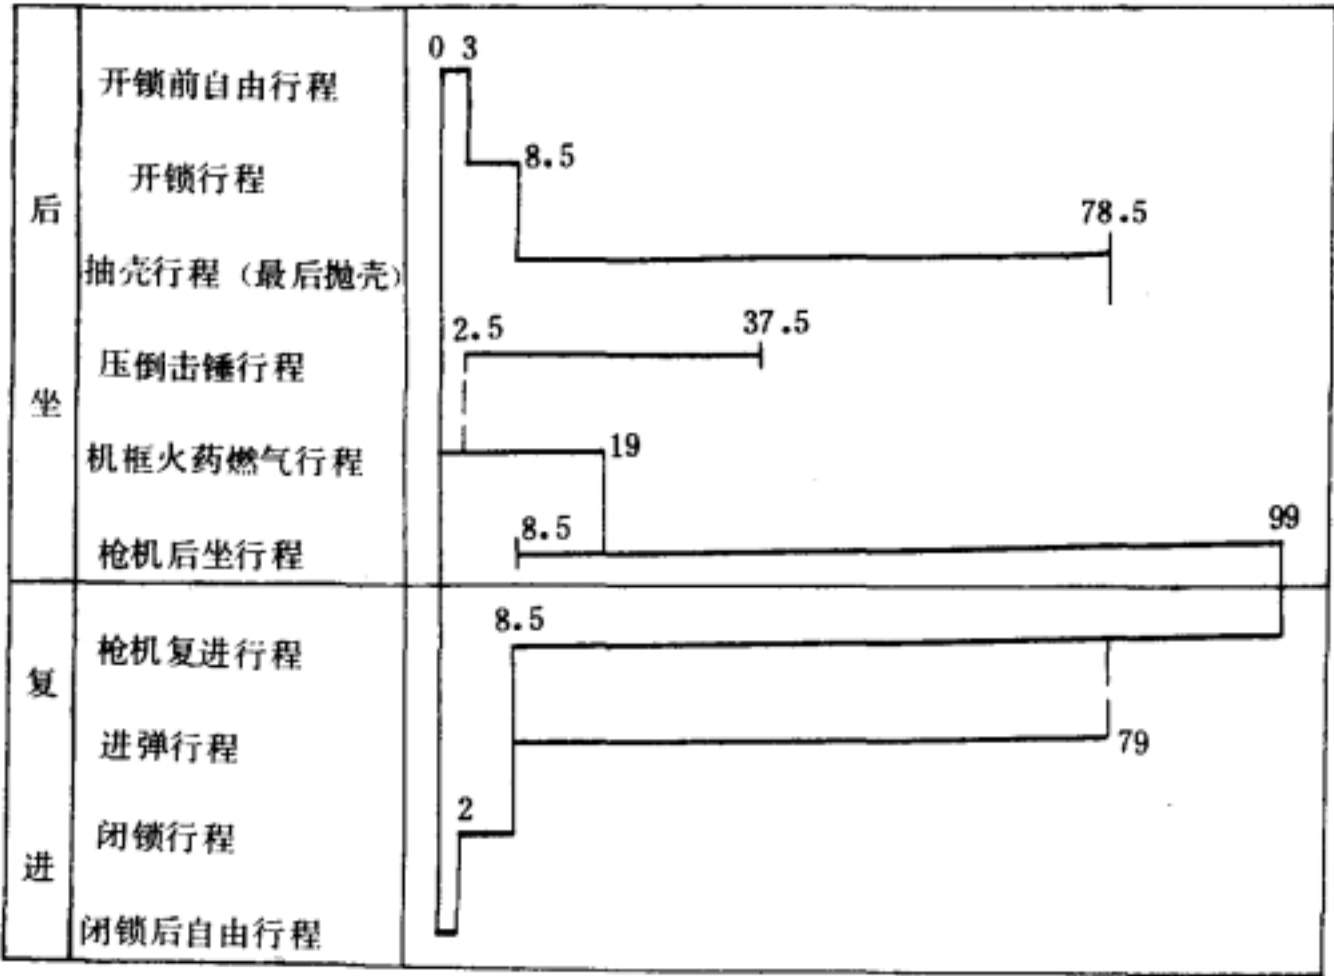 后坐
开锁前自由行程
0 3
开锁行程
8.5
抽壳行程（最后抛壳）
78.5
压倒击锤行程
2.5
37.5
机框火药燃气行程
19
枪机后坐行程
8.5
99
复进
枪机复进行程
8.5
进弹行程
79
闭锁行程
2
闭锁后自由行程